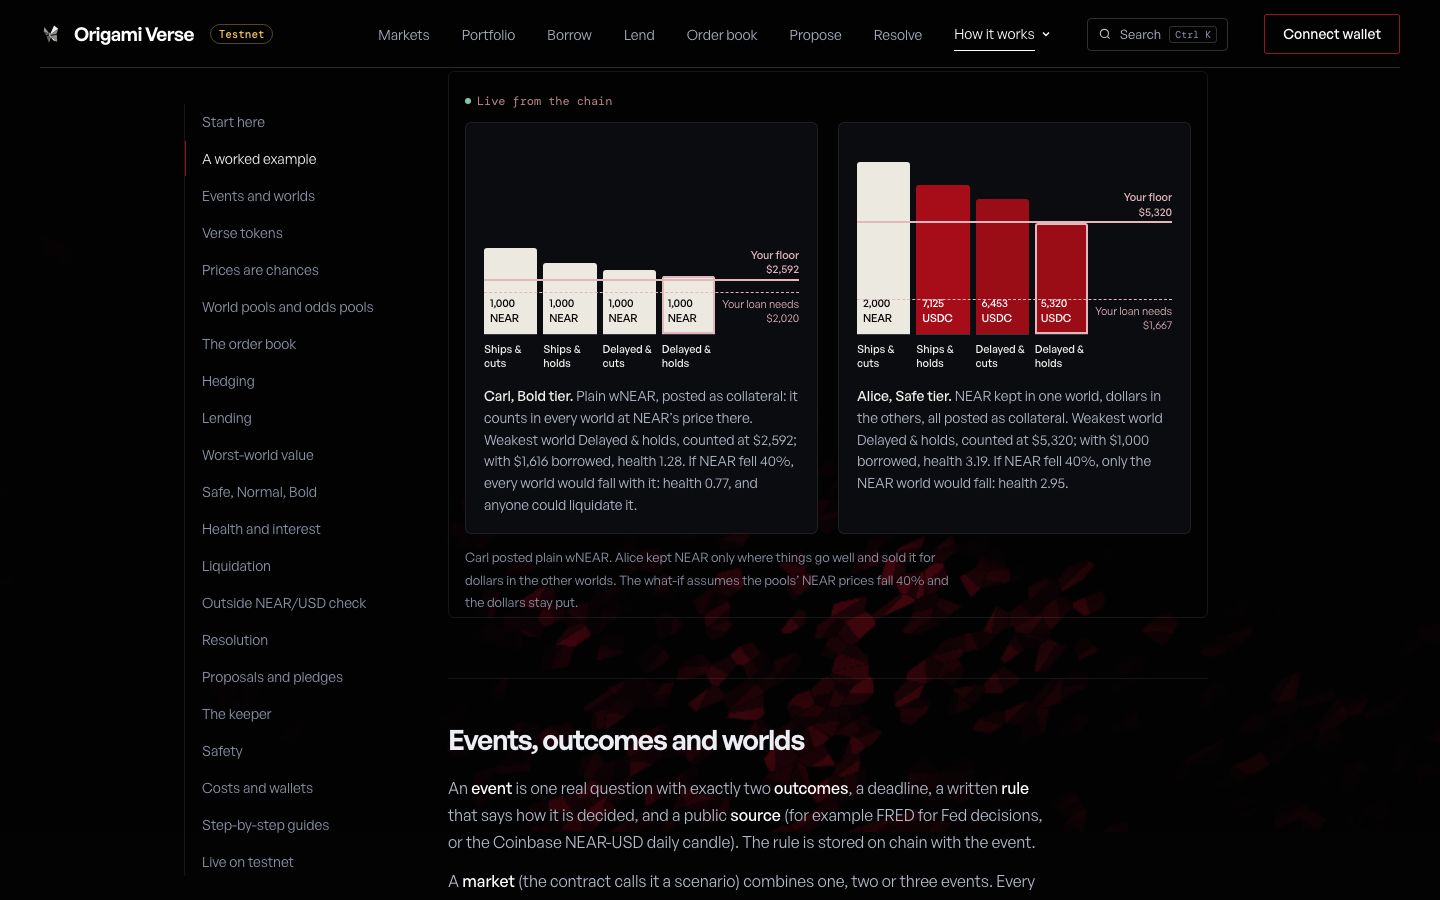 Origami Verse
Testnet
Markets
Portfolio
Borrow
Lend
Order book
Propose
Resolve
How it works
Search
Ctrl K
Connect wallet
Start here
A worked example
Events and worlds
Verse tokens
Prices are chances
World pools and odds pools
The order book
Hedging
Lending
Worst-world value
Safe, Normal, Bold
Health and interest
Liquidation
Outside NEAR/USD check
Resolution
Proposals and pledges
The keeper
Safety
Costs and wallets
Step-by-step guides
Live on testnet
Live from the chain
Your floor
$2,592
Your loan needs
$2,020
1,000
NEAR
1,000
NEAR
1,000
NEAR
1,000
NEAR
Ships &
cuts
Ships &
holds
Delayed &
cuts
Delayed &
holds
Carl, Bold tier. Plain wNEAR, posted as collateral: it
counts in every world at NEAR's price there.
Weakest world Delayed & holds, counted at $2,592;
with $1,616 borrowed, health 1.28. If NEAR fell 40%,
every world would fall with it: health 0.77, and
anyone could liquidate it.
Your floor
$5,320
Your loan needs
$1,667
2,000
NEAR
7,125
USDC
6,453
USDC
5,320
USDC
Ships &
cuts
Ships &
holds
Delayed &
cuts
Delayed &
holds
Alice, Safe tier. NEAR kept in one world, dollars in
the others, all posted as collateral. Weakest world
Delayed & holds, counted at $5,320; with $1,000
borrowed, health 3.19. If NEAR fell 40%, only the
NEAR world would fall: health 2.95.
Carl posted plain wNEAR. Alice kept NEAR only where things go well and sold it for
dollars in the other worlds. The what-if assumes the pools' NEAR prices fall 40% and
the dollars stay put.
Events, outcomes and worlds
An event is one real question with exactly two outcomes, a deadline, a written rule
that says how it is decided, and a public source (for example FRED for Fed decisions,
or the Coinbase NEAR-USD daily candle). The rule is stored on chain with the event.
A market (the contract calls it a scenario) combines one, two or three events. Every